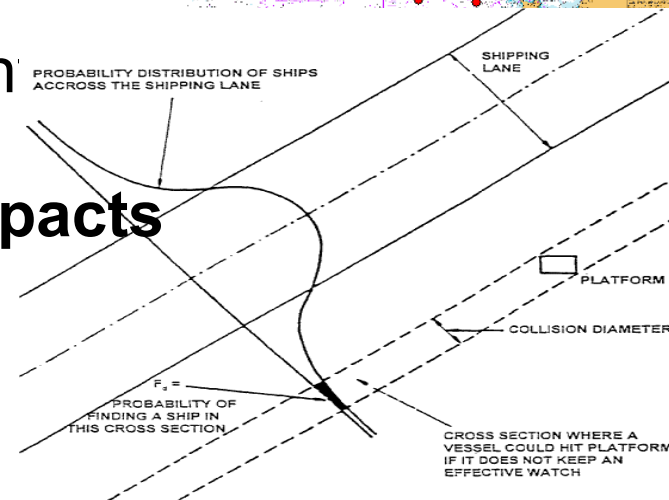 PROBABILITY DISTRIBUTION OF SHIPS
ACCROSS THE SHIPPING LANE
SHIPPING
LANE
pacts
PLATFORM
COLLISION DIAMETER
PROBABILITY OF
FINDING A SHIP IN
THIS CROSS SECTION
CROSS SECTION WHERE A
VESSEL COULD HIT PLATFORM
IF IT DOES NOT KEEP AN
EFFECTIVE WATCH